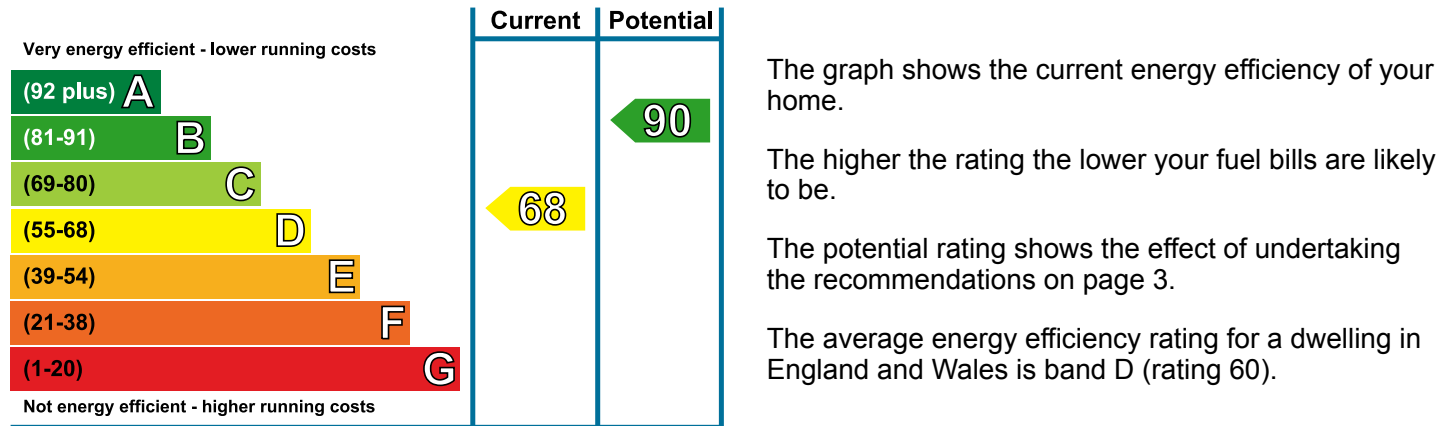 Current Potential
Very energy efficient - lower running costs
(92 plus) A
(81-91) B
(69-80) C
(55-68) D
(39-54) E
(21-38) F
(1-20) G
Not energy efficient - higher running costs
68
90
The graph shows the current energy efficiency of your
home.
The higher the rating the lower your fuel bills are likely
to be.
The potential rating shows the effect of undertaking
the recommendations on page 3.
The average energy efficiency rating for a dwelling in
England and Wales is band D (rating 60).